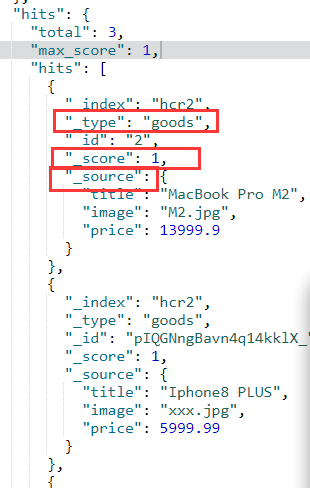 },
"hits": {
"total": 3,
"max_score": 1,
"hits": [
{
"_index": "hcr2",
"_type": "goods",
"_id": "2",
"_score": 1,
"_source": {
"title": "MacBook Pro M2",
"image": "M2.jpg",
"price": 13999.9
}
},
{
"_index": "hcr2",
"_type": "goods",
"_id": "pIQGNngBavn4q14kklX_"
"_score": 1,
"_source": {
"title": "Iphone8 PLUS",
"image": "xxx.jpg",
"price": 5999.99
}
},
{